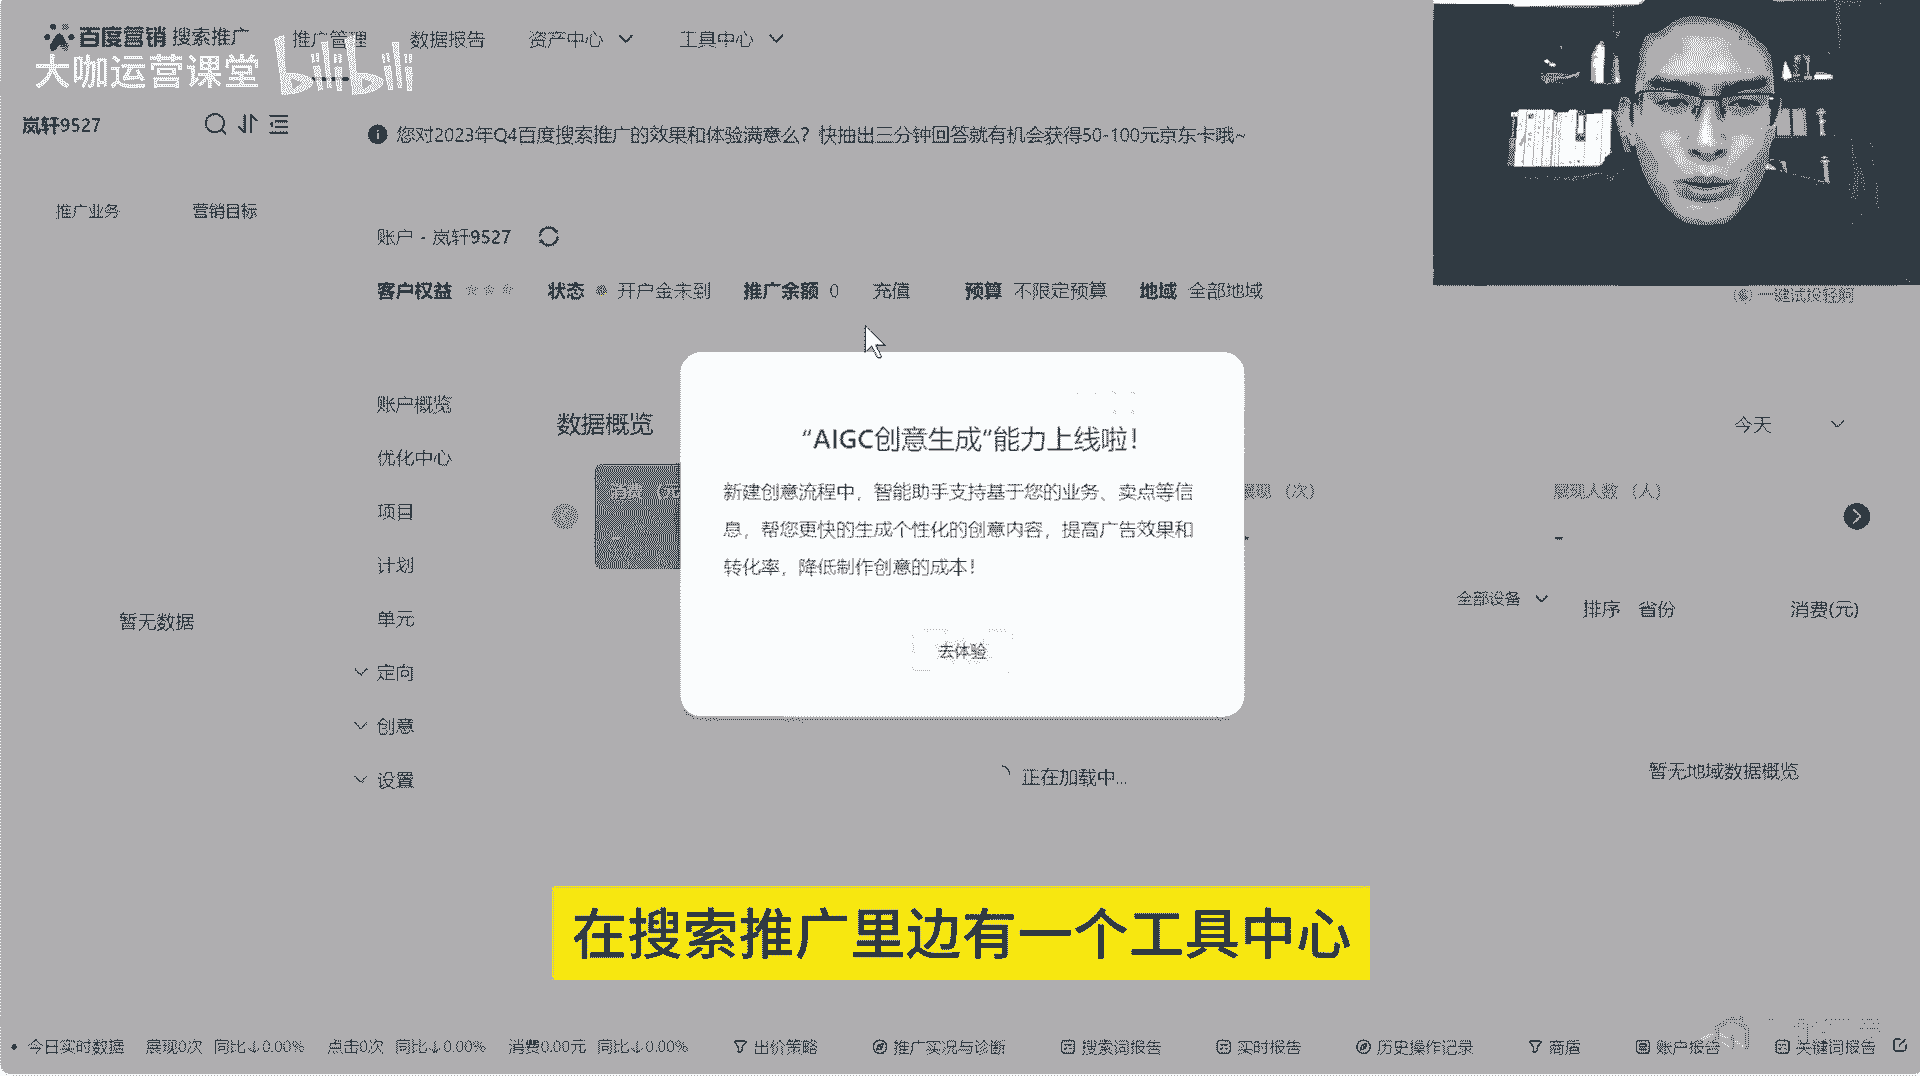 百度营销 搜索推广
推广管理
数据报告
资产中心
工具中心
大咖运营课堂 bilibili
岚轩9527
您对2023年Q4百度搜索推广的效果和体验满意么？快抽出三分钟回答就有机会获得50-100元京东卡哦~
推广业务
营销目标
账户 - 岚轩9527
客户权益
状态 开户金未到
推广余额 0
充值
预算 不限定预算
地域 全部地域
账户概览
优化中心
项目
计划
单元
定向
创意
设置
暂无数据
数据概览
今天
消费（元
展现（次）
-
展现人数（人）
-
“AIGC创意生成“能力上线啦！
新建创意流程中，智能助手支持基于您的业务、卖点等信
息，帮您更快的生成个性化的创意内容，提高广告效果和
转化率，降低制作创意的成本！
去体验
全部设备
排序 省份
消费(元)
正在加载中...
暂无地域数据概览
在搜索推广里边有一个工具中心
今日实时数据 展现0次 同比↓0.00% 点击0次 同比↓0.00% 消费0.00元 同比↓0.00%
出价策略
推广实况与诊断
搜索词报告
实时报告
历史操作记录
商盾
账户报告
关键词报告